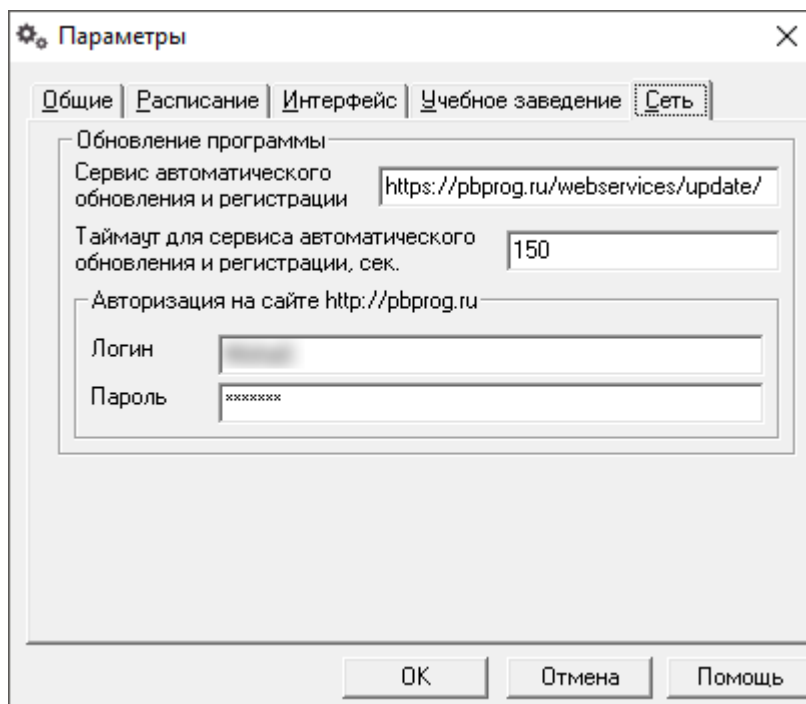 Параметры
Общие Расписание Интерфейс Учебное заведение Сеть
Обновление программы
Сервис автоматического
обновления и регистрации
https://pbprog.ru/webservices/update/
Таймаут для сервиса автоматического
обновления и регистрации, сек.
150
Авторизация на сайте http://pbprog.ru
Логин
Пароль
*******
OK Отмена Помощь